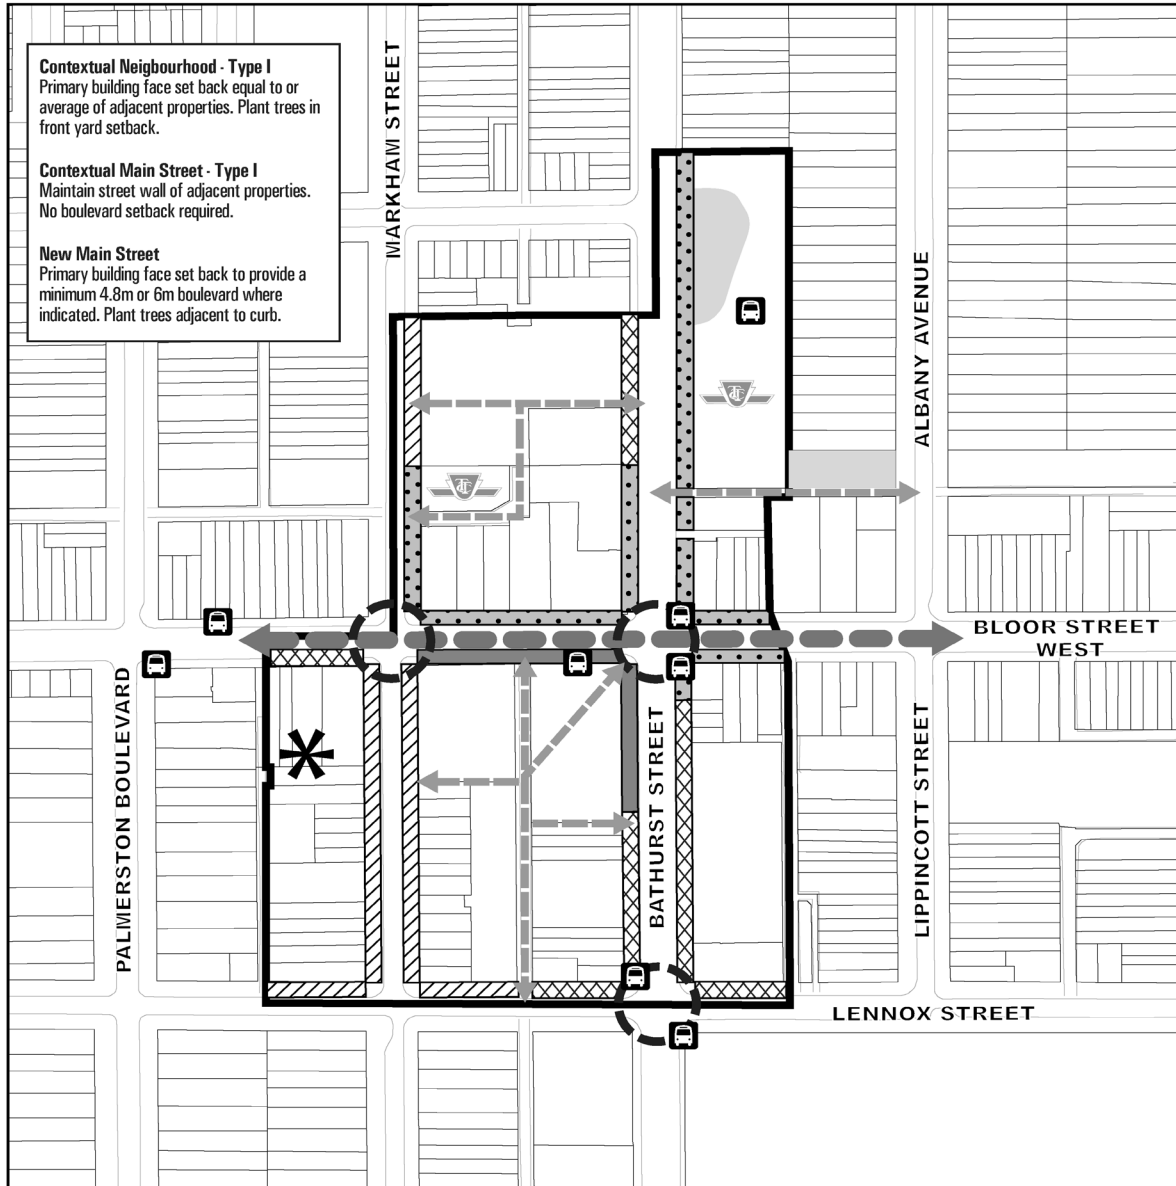 Contextual Neigbourhood - Type I
Primary building face set back equal to or
average of adjacent properties. Plant trees in
front yard setback.
Contextual Main Street - Type I
Maintain street wall of adjacent properties.
No boulevard setback required.
New Main Street
Primary building face set back to provide a
minimum 4.8m or 6m boulevard where
indicated. Plant trees adjacent to curb.
MARKHAM STREET
ALBANY AVENUE
TTC
TTC
BLOOR STREET
WEST
PALMERSTON BOULEVARD
BATHURST STREET
LIPPINCOTT STREET
LENNOX STREET